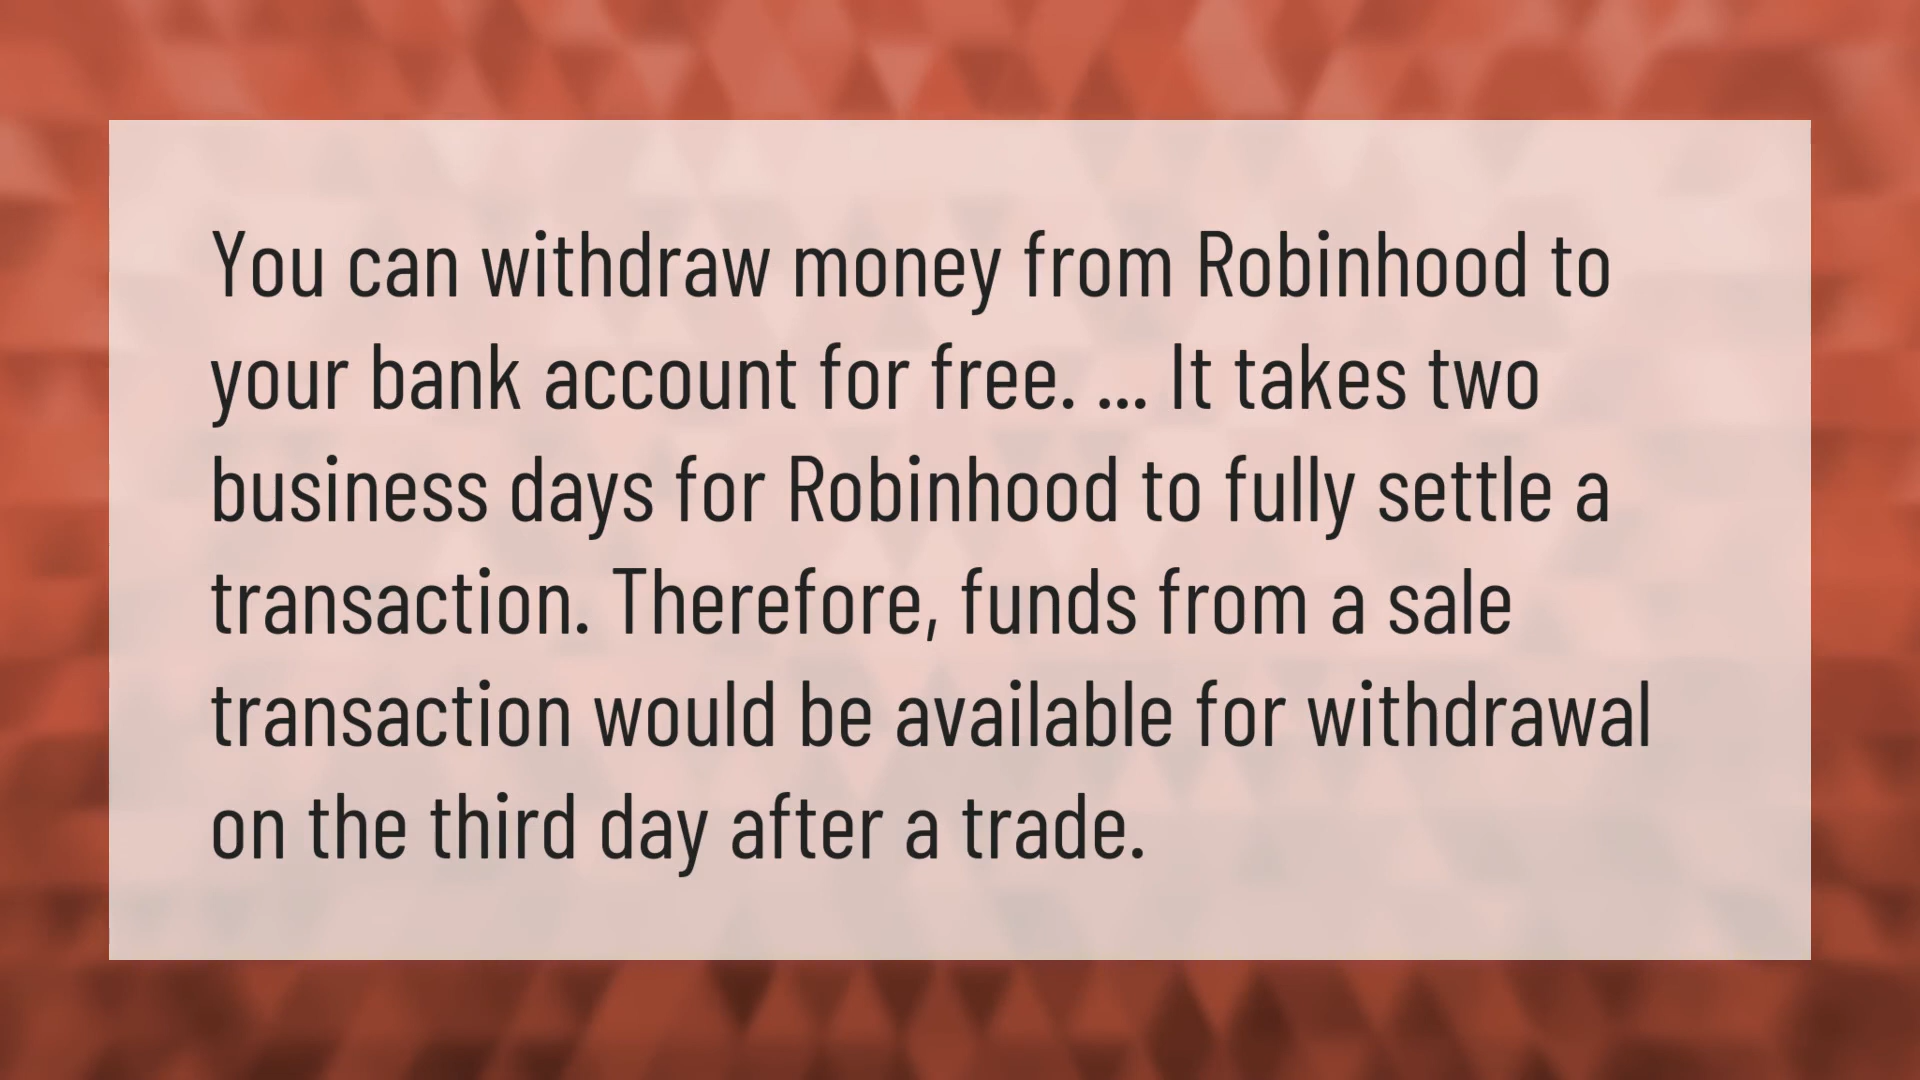 You can withdraw money from Robinhood to
your bank account for free. ... It takes two
business days for Robinhood to fully settle a
transaction. Therefore, funds from a sale
transaction would be available for withdrawal
on the third day after a trade.